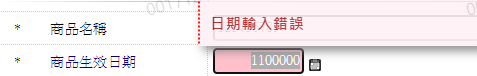 日期輸入錯誤
* 商品名稱
* 商品生效日期 1100000